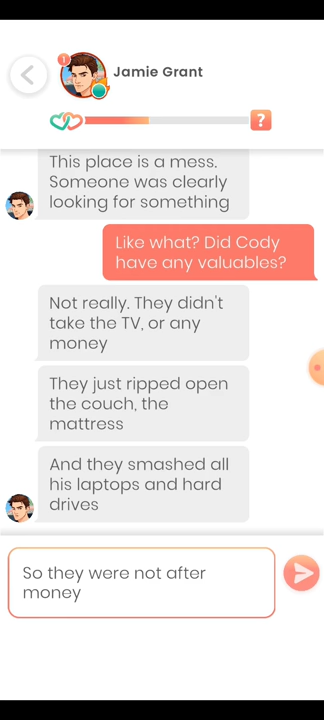 !
Jamie Grant
?
This place is a mess.
Someone was clearly
looking for something
Like what? Did Cody
have any valuables?
Not really. They didn't
take the TV, or any
money
They just ripped open
the couch, the
mattress
And they smashed all
his laptops and hard
drives
So they were not after
money